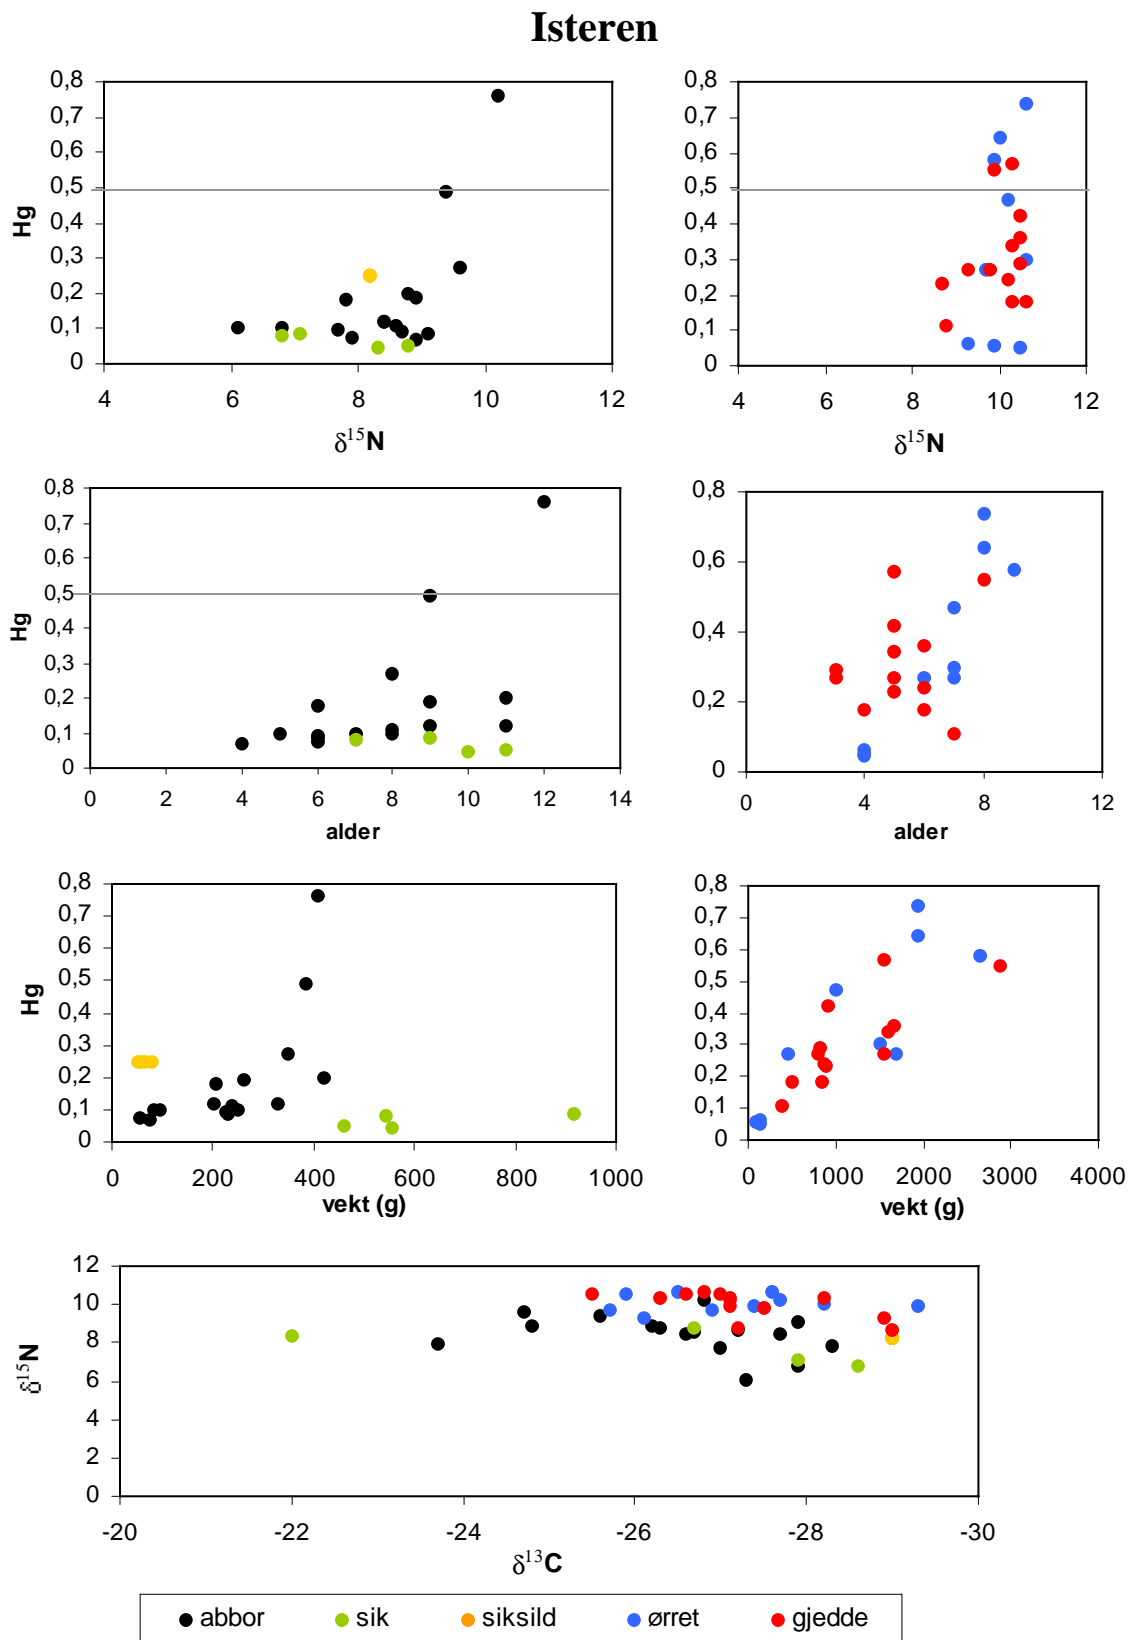 Isteren
0,8
0,7
0,6
0,5
0,4
0,3
0,2
0,1
0
Hg
4 6 8 10 12
δ15N
0,8
0,7
0,6
0,5
0,4
0,3
0,2
0,1
0
4 6 8 10 12
δ15N
0,8
0,7
0,6
0,5
0,4
0,3
0,2
0,1
0
Hg
0 2 4 6 8 10 12 14
alder
0,8
0,6
0,4
0,2
0
0 4 8 12
alder
0,8
0,7
0,6
0,5
0,4
0,3
0,2
0,1
0
Hg
0 200 400 600 800 1000
vekt (g)
0,8
0,7
0,6
0,5
0,4
0,3
0,2
0,1
0
0 1000 2000 3000 4000
vekt (g)
12
10
8
6
4
2
0
δ15N
-20 -22 -24 -26 -28 -30
δ13C
abbor sik siksild ørret gjedde